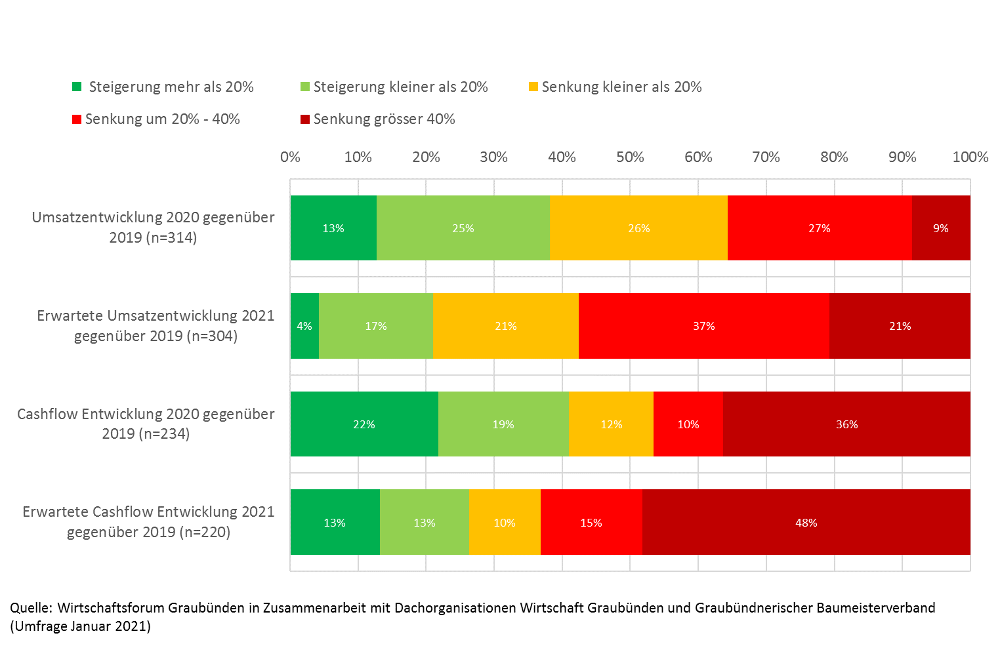 Steigerung mehr als 20%
Steigerung kleiner als 20%
Senkung kleiner als 20%
Senkung um 20% - 40%
Senkung grösser 40%
0% 10% 20% 30% 40% 50% 60% 70% 80% 90% 100%
Umsatzentwicklung 2020 gegenüber
2019 (n=314)
13% 25% 26% 27% 9%
Erwartete Umsatzentwicklung 2021
gegenüber 2019 (n=304)
4% 17% 21% 37% 21%
Cashflow Entwicklung 2020 gegenüber
2019 (n=234)
22% 19% 12% 10% 36%
Erwartete Cashflow Entwicklung 2021
gegenüber 2019 (n=220)
13% 13% 10% 15% 48%
Quelle: Wirtschaftsforum Graubünden in Zusammenarbeit mit Dachorganisationen Wirtschaft Graubünden und Graubündnerischer Baumeisterverband
(Umfrage Januar 2021)